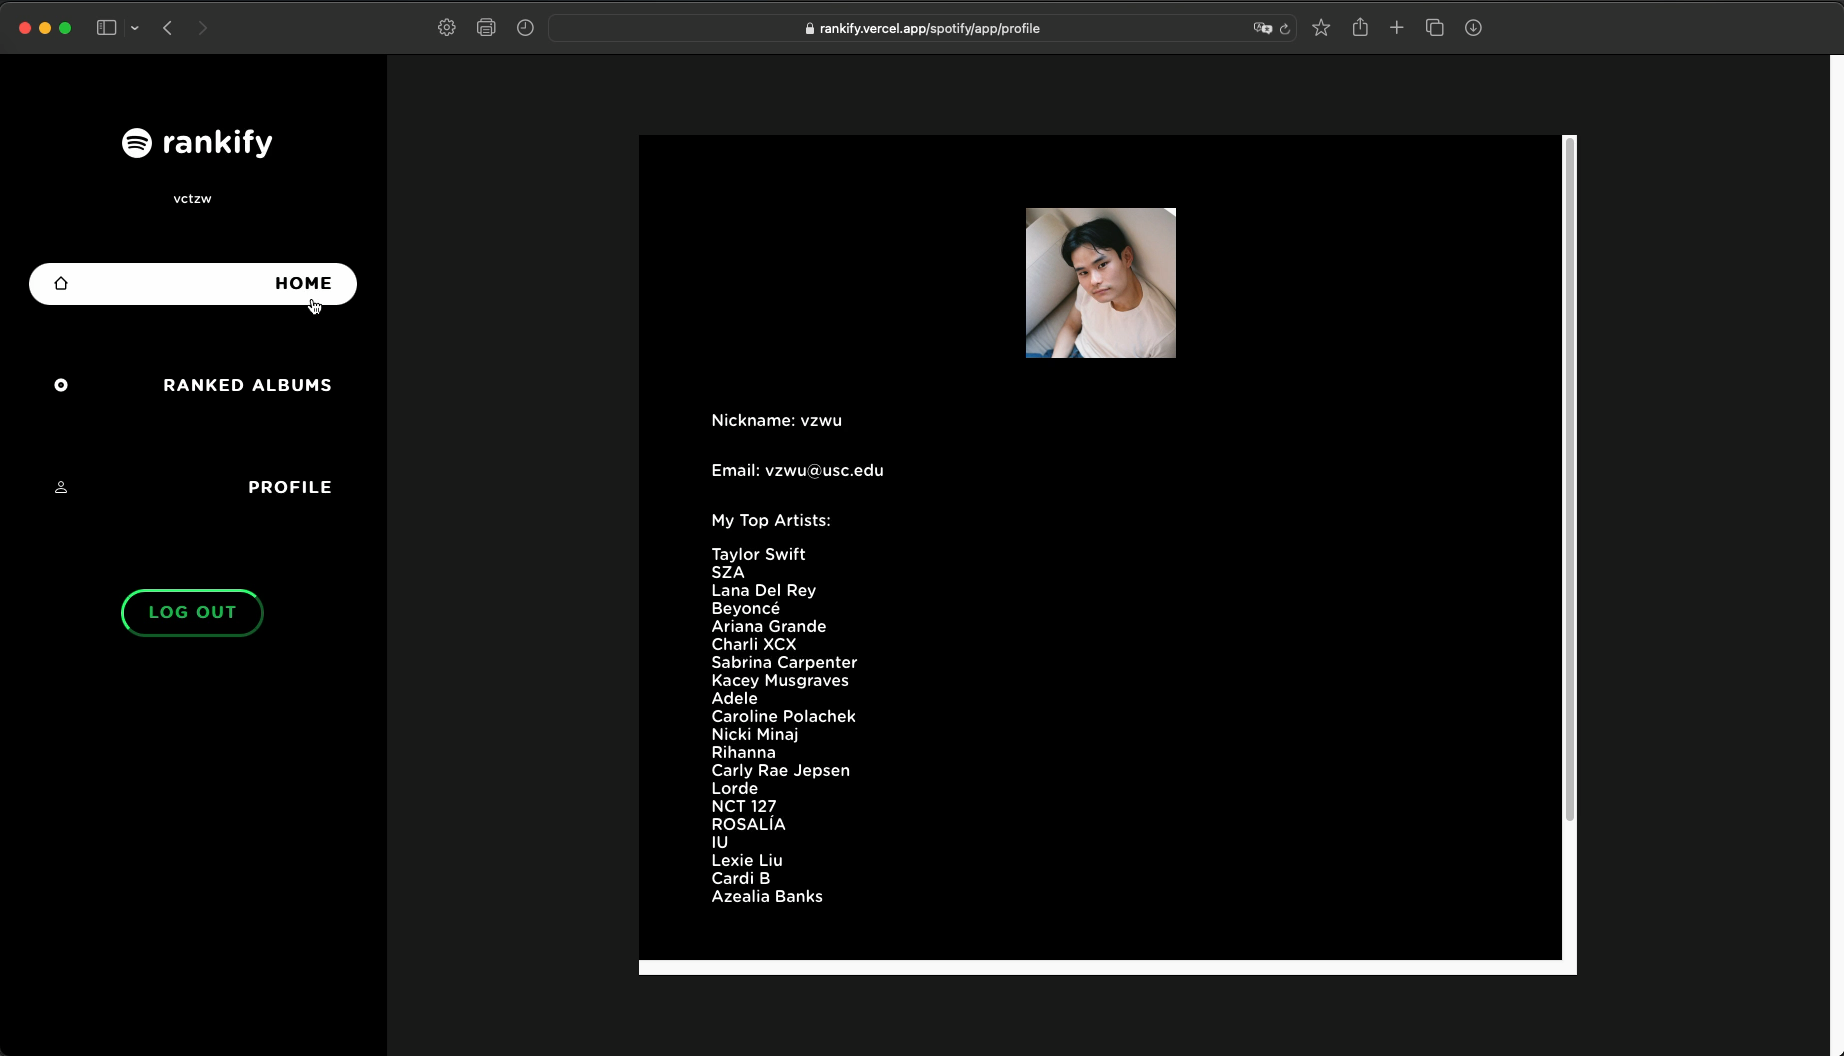 rankify.vercel.app/spotify/app/profile
rankify
vctzw
HOME
RANKED ALBUMS
PROFILE
LOG OUT
Nickname: vzwu
Email: vzwu@usc.edu
My Top Artists:
Taylor Swift
SZA
Lana Del Rey
Beyoncé
Ariana Grande
Charli XCX
Sabrina Carpenter
Kacey Musgraves
Adele
Caroline Polachek
Nicki Minaj
Rihanna
Carly Rae Jepsen
Lorde
NCT 127
ROSALÍA
IU
Lexie Liu
Cardi B
Azealia Banks